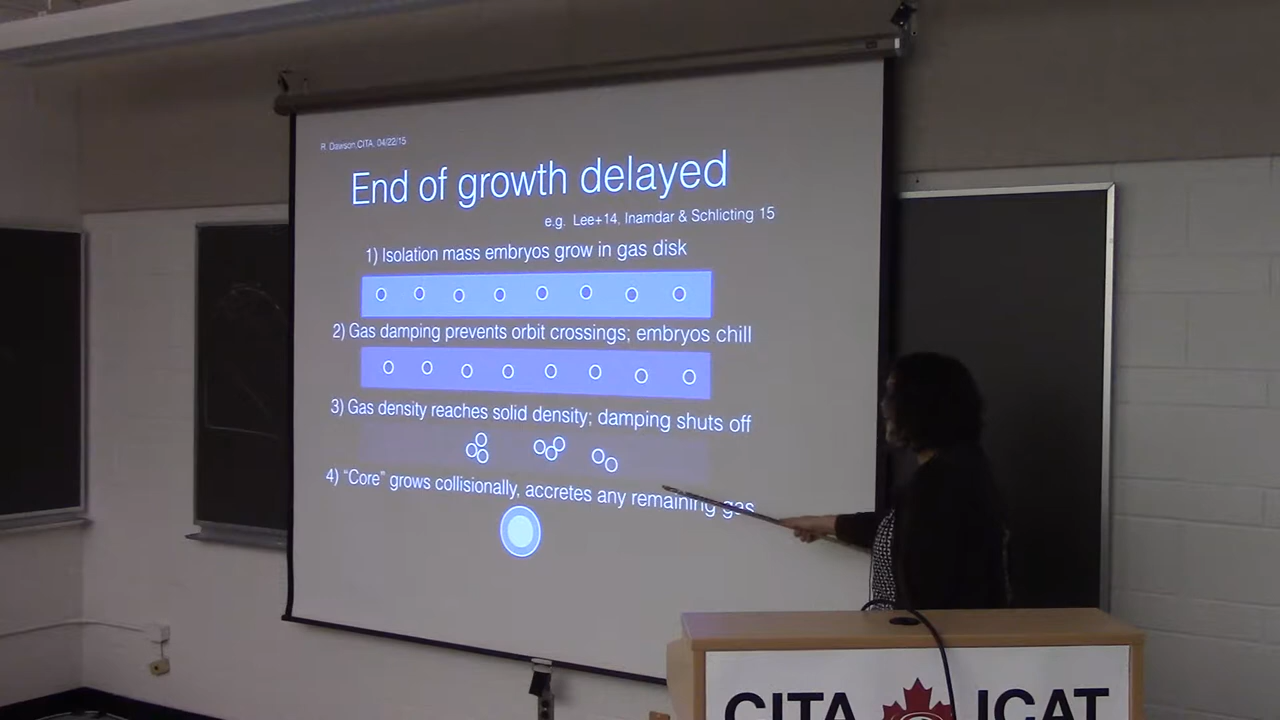 R. Dawson,CITA, 04/22/15
End of growth delayed
e.g. Lee+14, Inamdar & Schlicting 15
1) Isolation mass embryos grow in gas disk
2) Gas damping prevents orbit crossings; embryos chill
3) Gas density reaches solid density; damping shuts off
4) “Core” grows collisionally, accretes any remaining gas
CITA ICAT